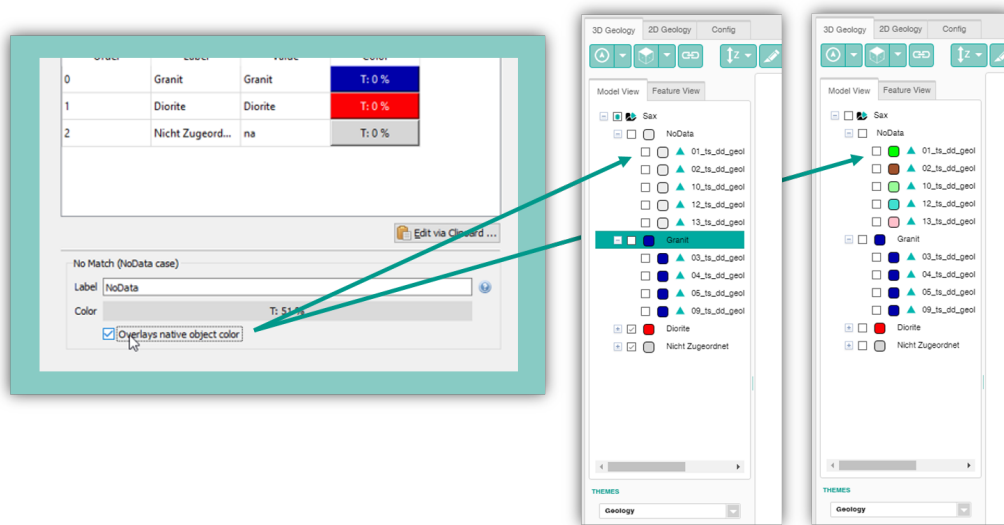 Order Label Value Color
0 Granit Granit T: 0 %
1 Diorite Diorite T: 0 %
2 Nicht Zugeord... na T: 0 %
Edit via Clipboard ...
No Match (NoData case)
Label NoData
Color T: 51 %
Overlays native object color
3D Geology 2D Geology Config
Z
Model View Feature View
Sax
NoData
01_ts_dd_geol
02_ts_dd_geol
10_ts_dd_geol
12_ts_dd_geol
13_ts_dd_geol
Granit
03_ts_dd_geol
04_ts_dd_geol
05_ts_dd_geol
09_ts_dd_geol
Diorite
Nicht Zugeordnet
THEMES
Geology
3D Geology 2D Geology Config
Z
Model View Feature View
Sax
NoData
01_ts_dd_geol
02_ts_dd_geol
10_ts_dd_geol
12_ts_dd_geol
13_ts_dd_geol
Granit
03_ts_dd_geol
04_ts_dd_geol
05_ts_dd_geol
09_ts_dd_geol
Diorite
Nicht Zugeordnet
THEMES
Geology